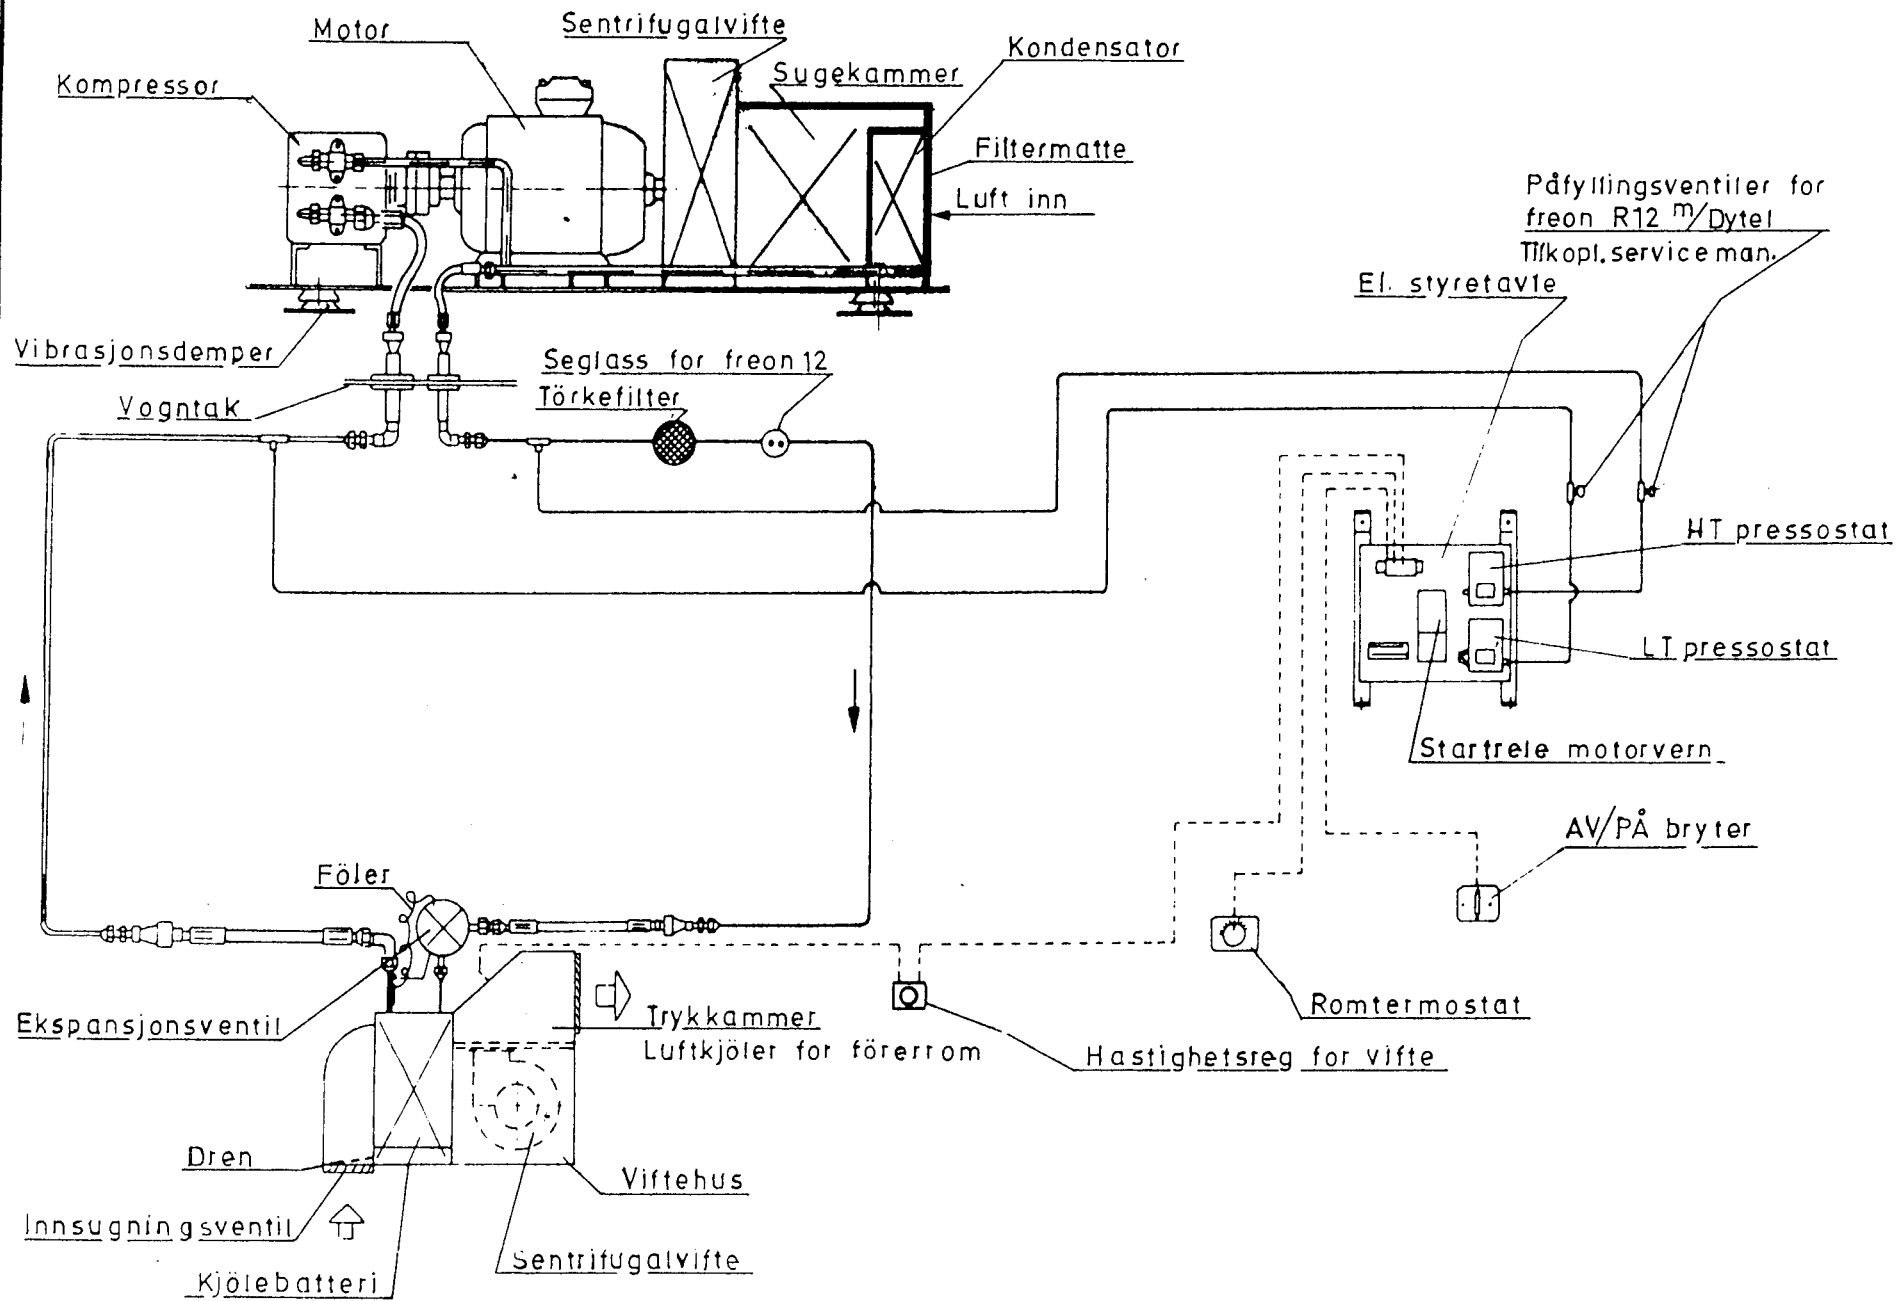 Motor
Sentrifugalvifte
Kondensator
Kompressor
Sugekammer
Filtermatte
Luft inn
Påfyllingsventiler for
freon R12 m/Dytel
Tilkopl. service man.
El. styretavle
Vibrasjonsdemper
Seglass for freon 12
Törkefilter
Vogntak
HT pressostat
LT pressostat
Startrele motorvern
AV/PÅ bryter
Föler
Ekspansjonsventil
Trykkammer
Luftkjöler for förerrom
Romtermostat
Hastighetsreg for vifte
Dren
Viftehus
Innsugningsventil
Sentrifugalvifte
Kjölebatteri